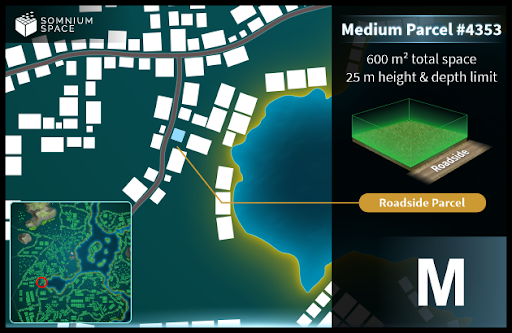 SOMNIUM
SPACE
Medium Parcel #4353
600 m² total space
25 m height & depth limit
Roadside
Roadside Parcel
M